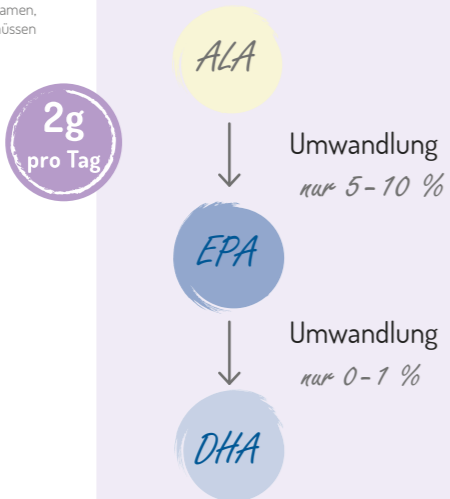 amen,
üssen
ALA
2g
pro Tag
Umwandlung
nur 5-10 %
EPA
Umwandlung
nur 0-1 %
DHA